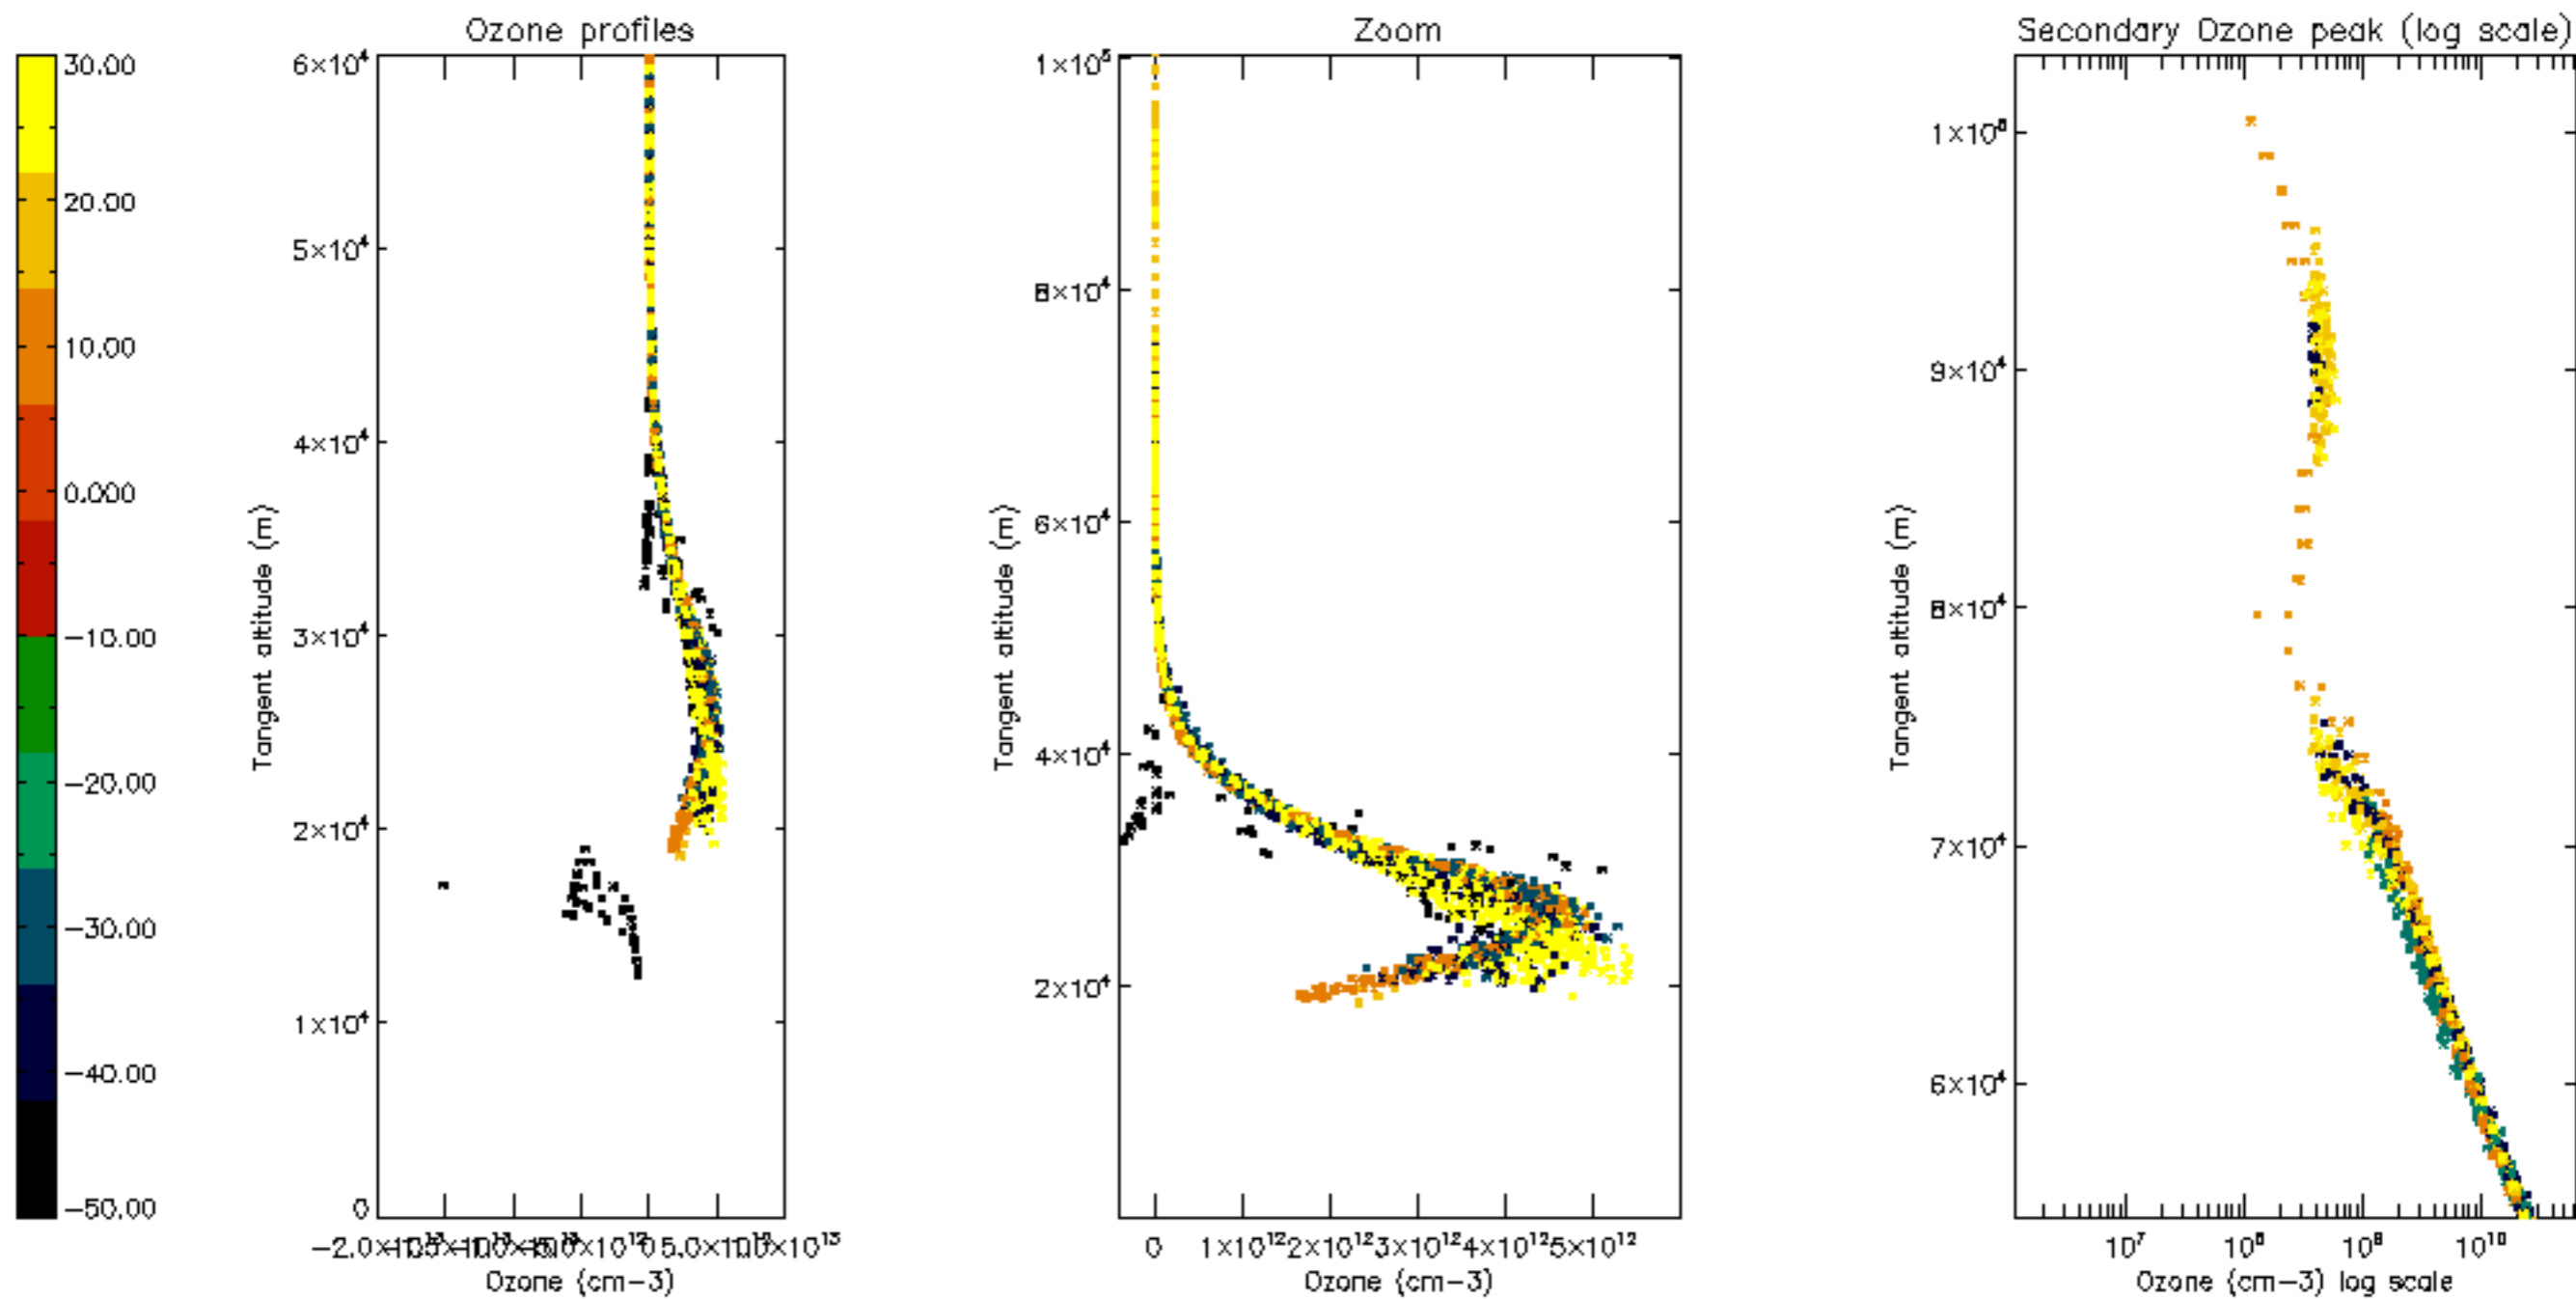 Ozone profiles
Zoom
Secondary Ozone peak (log scale)
30.00
20.00
10.00
0.000
−10.00
−20.00
−30.00
−40.00
−50.00
6×10⁴
5×10⁴
4×10⁴
3×10⁴
2×10⁴
1×10⁴
0
Tangent altitude (m)
Ozone (cm−3)
1×10⁵
8×10⁴
6×10⁴
4×10⁴
2×10⁴
Tangent altitude (m)
0 1×10¹² 2×10¹² 3×10¹² 4×10¹² 5×10¹²
Ozone (cm−3)
1×10⁵
9×10⁴
8×10⁴
7×10⁴
6×10⁴
Tangent altitude (m)
10⁷ 10⁸ 10⁹ 10¹⁰
Ozone (cm−3) log scale